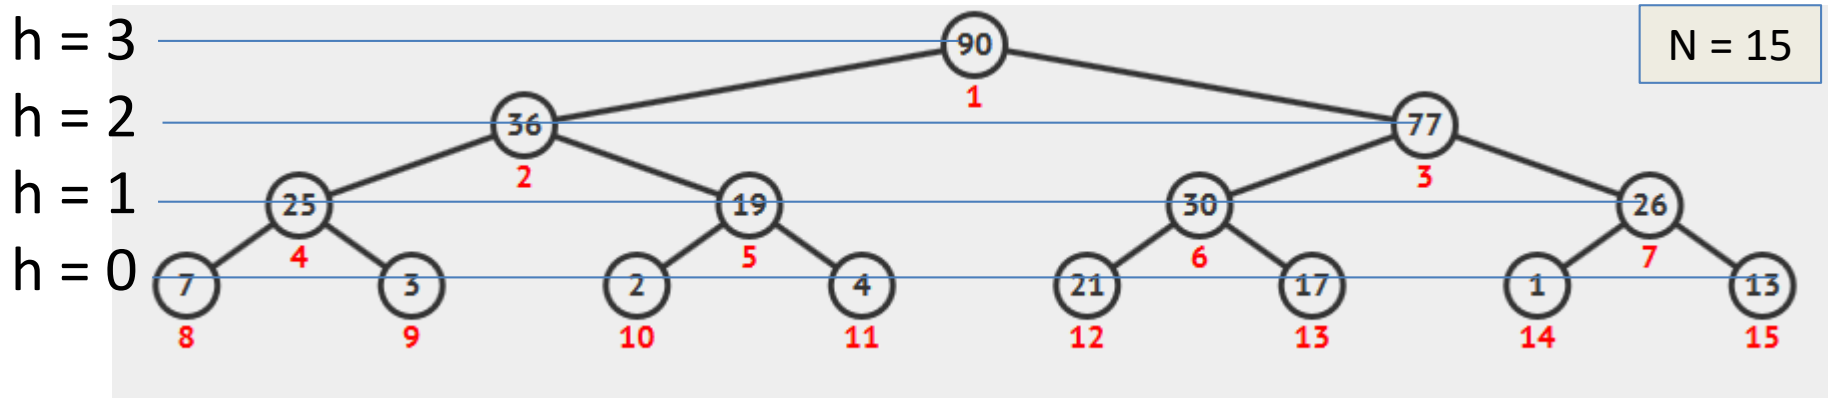 h = 3 90 N = 15
1
h = 2 36 77
2 3
h = 1 25 19 30 26
4 5 6 7
h = 0 7 3 2 4 21 17 1 13
8 9 10 11 12 13 14 15